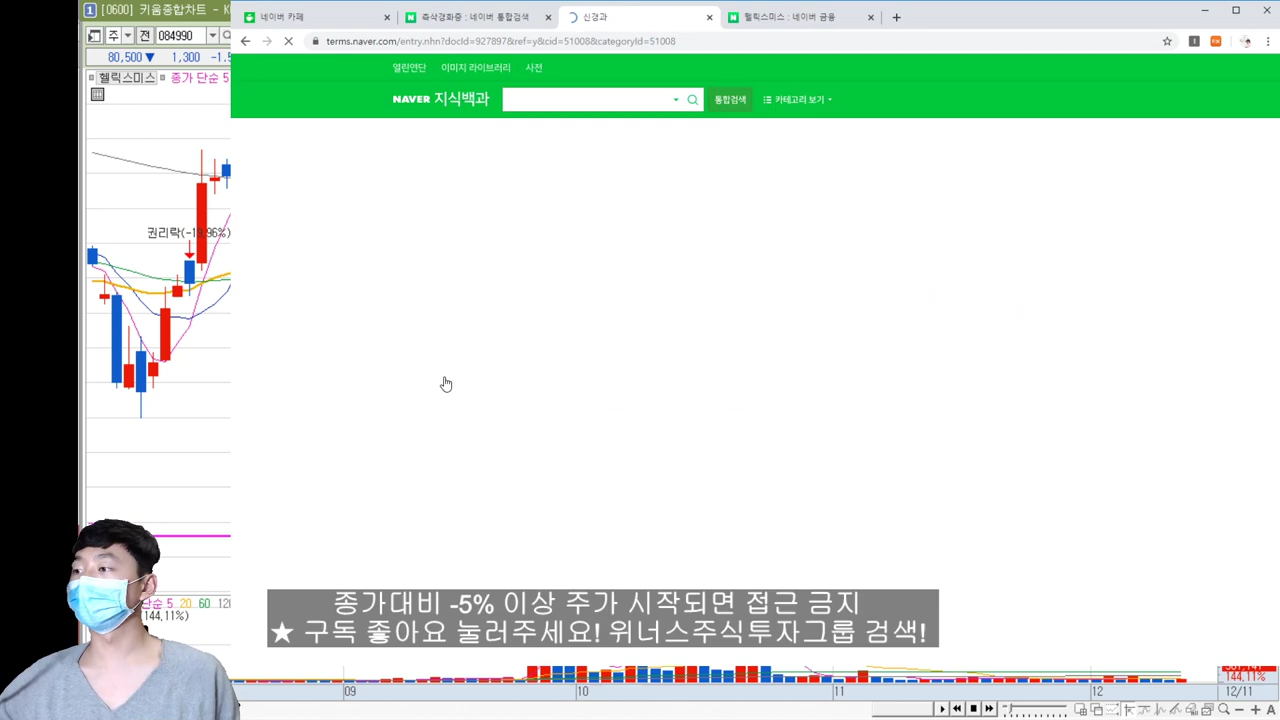 1 [0600] 키움종합차트 - K
네이버 카페
측삭경화증 : 네이버 통합검색
신경과
헬릭스미스 : 네이버 금융
주
전
084990
terms.naver.com/entry.nhn?docId=927897&ref=y&cid=51008&categoryId=51008
80,500▼ 1,300 -1.5
열린연단
이미지 라이브러리
사전
헬릭스미스
종가 단순 5
NAVER 지식백과
통합검색
카테고리 보기
권리락(-19.96%)
단순 5 20 60 120
(144.11%)
종가대비 -5% 이상 주가 시작되면 접근 금지
★ 구독 좋아요 눌러주세요! 위너스주식투자그룹 검색!
144.11%
09
10
11
12
12/11
A